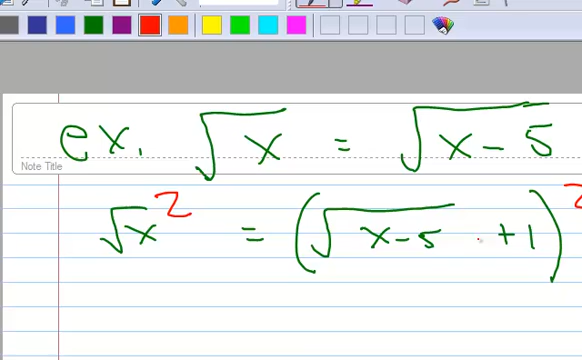 ex. √x = √x-5
Note Title
√x² = (√x-5 + 1)²